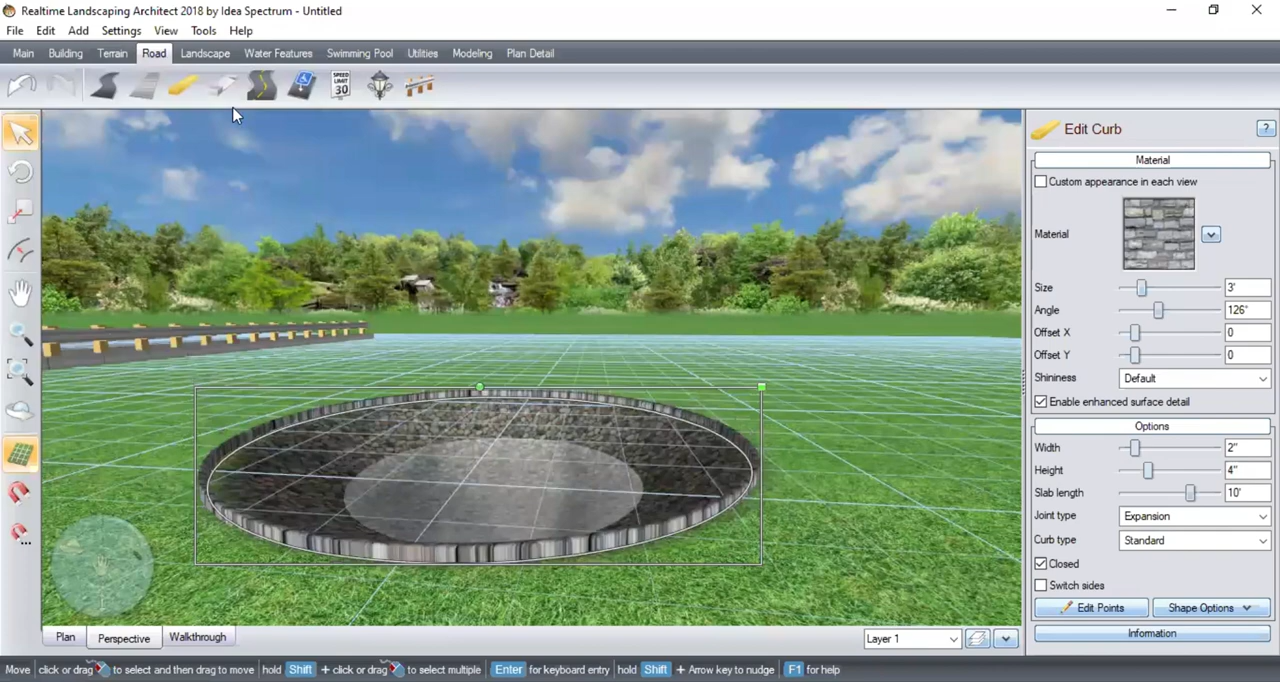 Realtime Landscaping Architect 2018 by Idea Spectrum - Untitled
File Edit Add Settings View Tools Help
Main Building Terrain Road Landscape Water Features Swimming Pool Utilities Modeling Plan Detail
SPEED LIMIT 30
Edit Curb ?
Material
Custom appearance in each view
Material
Size 3'
Angle 126°
Offset X 0
Offset Y 0
Shininess Default
Enable enhanced surface detail
Options
Width 2"
Height 4"
Slab length 10'
Joint type Expansion
Curb type Standard
Closed
Switch sides
Edit Points Shape Options
Information
Plan Perspective Walkthrough Layer 1
Move click or drag to select and then drag to move hold Shift + click or drag to select multiple Enter for keyboard entry hold Shift + Arrow key to nudge F1 for help